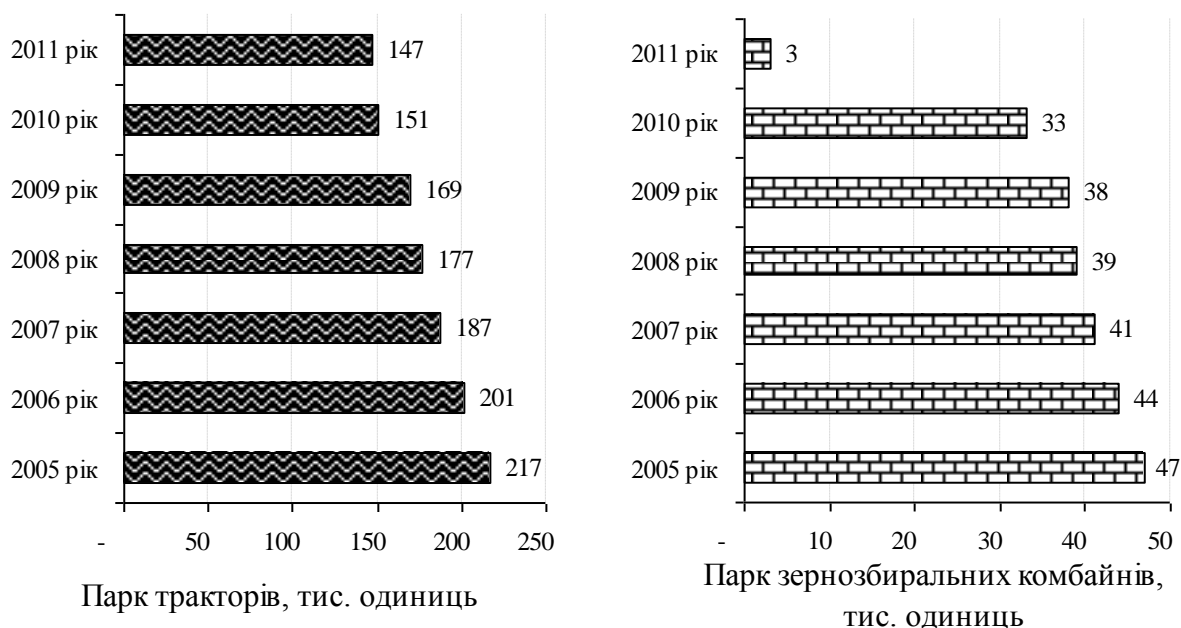 2011 рік
147
2010 рік
151
2009 рік
169
2008 рік
177
2007 рік
187
2006 рік
201
2005 рік
217
- 50 100 150 200 250
Парк тракторів, тис. одиниць
2011 рік
3
2010 рік
33
2009 рік
38
2008 рік
39
2007 рік
41
2006 рік
44
2005 рік
47
- 10 20 30 40 50
Парк зернозбиральних комбайнів,
тис. одиниць